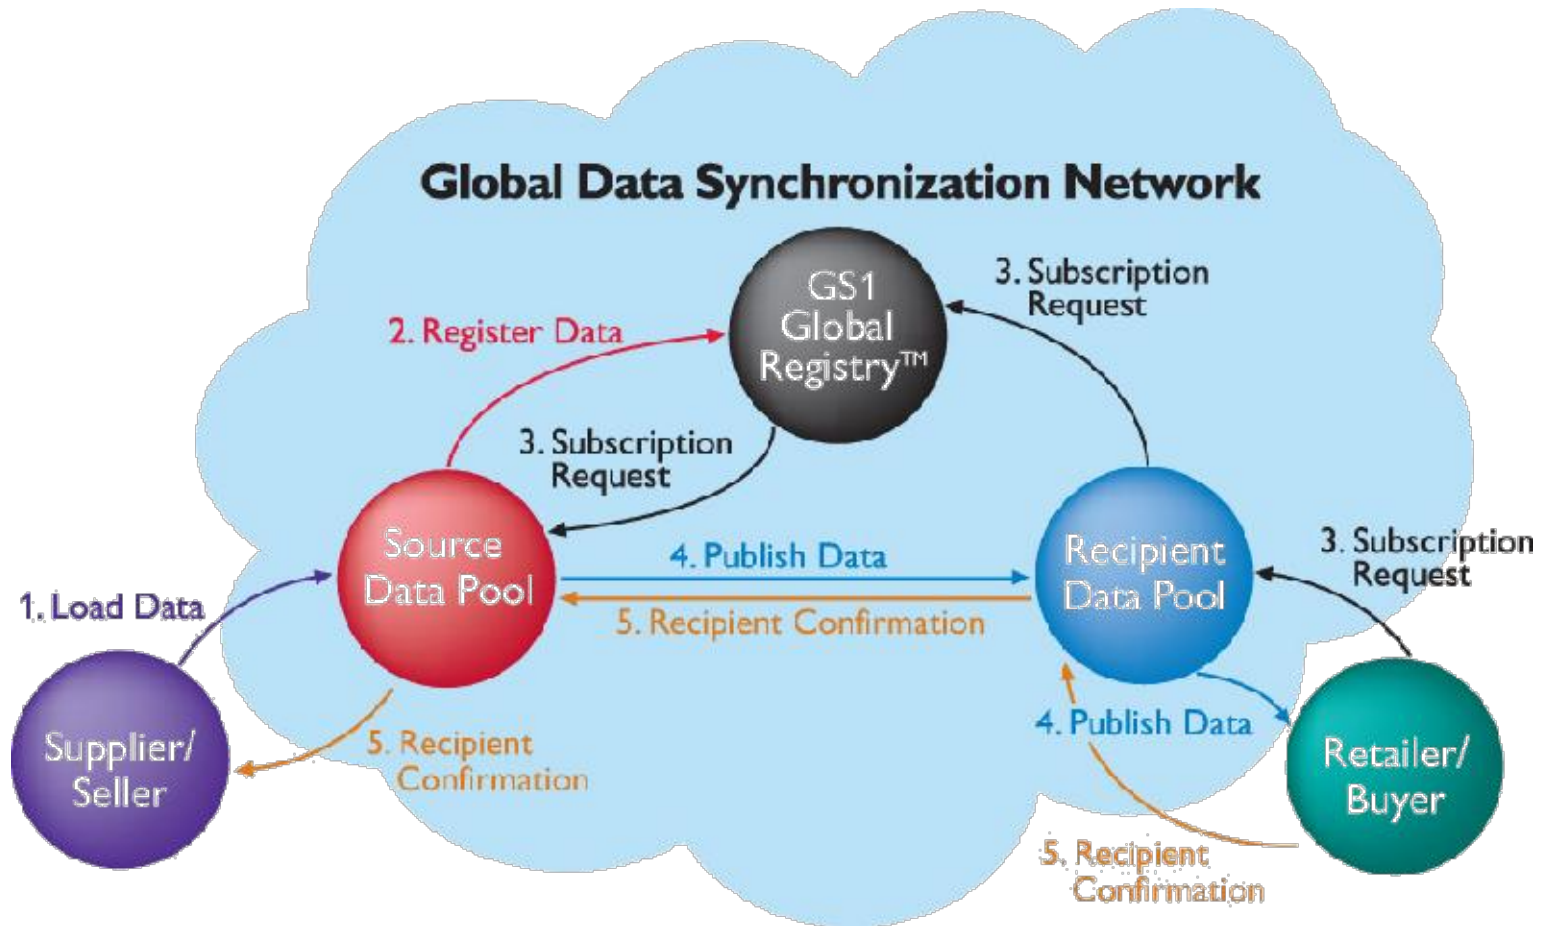 Global Data Synchronization Network
GS1
Global
Registry™
3. Subscription
Request
2. Register Data
3. Subscription
Request
Source
Data Pool
4. Publish Data
5. Recipient Confirmation
Recipient
Data Pool
3. Subscription
Request
1. Load Data
Supplier/
Seller
5. Recipient
Confirmation
4. Publish Data
Retailer/
Buyer
5. Recipient
Confirmation